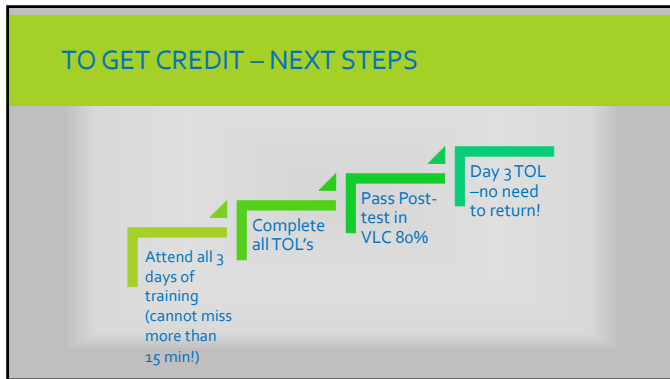 TO GET CREDIT – NEXT STEPS
Attend all 3
days of
training
(cannot miss
more than
15 min!)
Complete
all TOL's
Pass Post-
test in
VLC 80%
Day 3 TOL
–no need
to return!